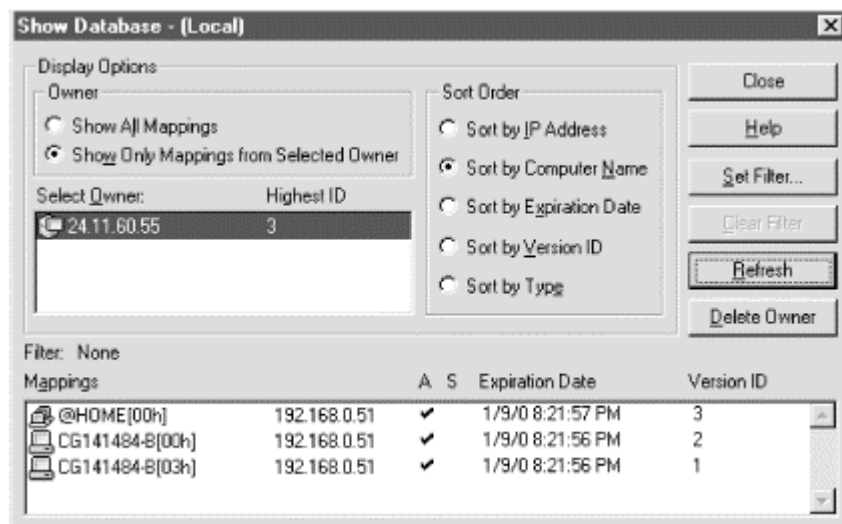 Show Database - (Local)
Display Options
Owner
Show All Mappings
Show Only Mappings from Selected Owner
Select Owner: Highest ID
24.11.60.55 3
Sort Order
Sort by IP Address
Sort by Computer Name
Sort by Expiration Date
Sort by Version ID
Sort by Type
Close
Help
Set Filter...
Clear Filter
Refresh
Delete Owner
Filter: None
Mappings A S Expiration Date Version ID
@HOME[00h] 192.168.0.51 ✔ 1/9/0 8:21:57 PM 3
CG141484-B[00h] 192.168.0.51 ✔ 1/9/0 8:21:56 PM 2
CG141484-B[03h] 192.168.0.51 ✔ 1/9/0 8:21:56 PM 1